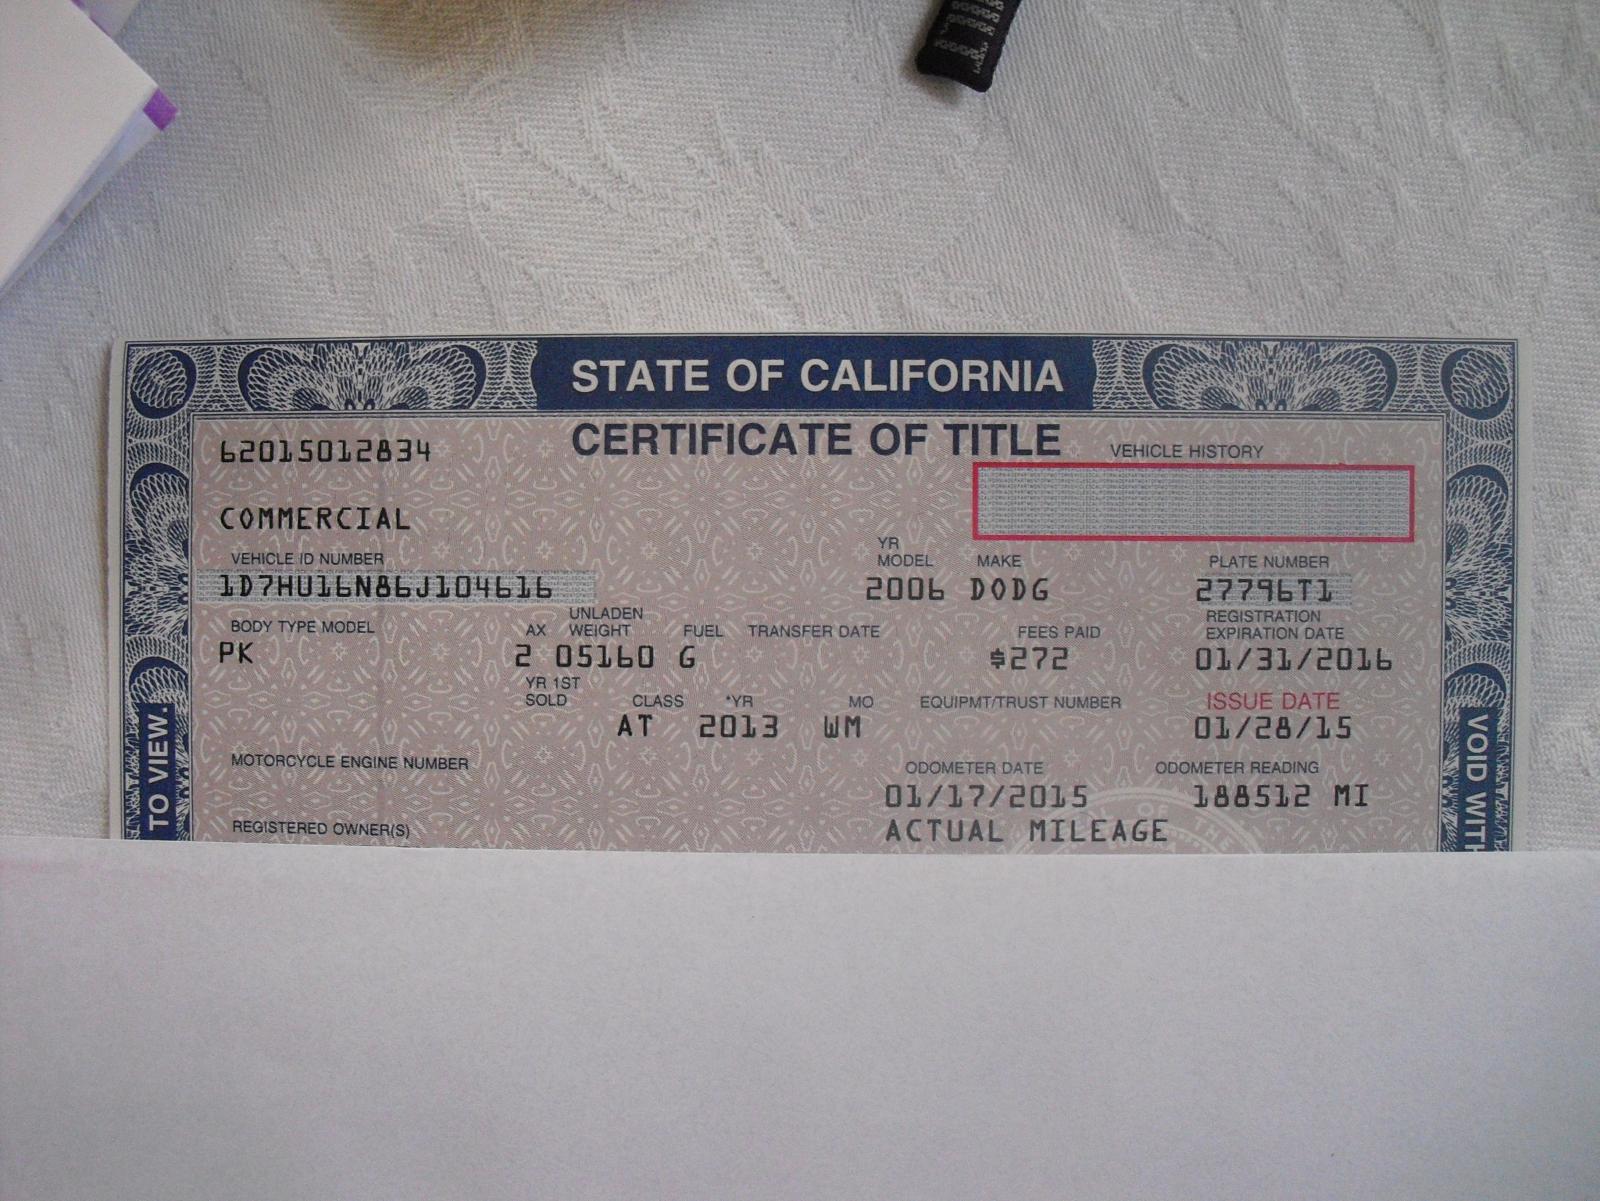 STATE OF CALIFORNIA
CERTIFICATE OF TITLE
62015012834
VEHICLE HISTORY
COMMERCIAL
VEHICLE ID NUMBER
YR MODEL
MAKE
PLATE NUMBER
1D7HU16N86J104616 2006 DODG 27796T1
BODY TYPE MODEL
AX
UNLADEN WEIGHT
FUEL
TRANSFER DATE
FEES PAID
REGISTRATION EXPIRATION DATE
PK 2 05160 G $272 01/31/2016
YR 1ST SOLD
CLASS
*YR
MO
EQUIPMT/TRUST NUMBER
ISSUE DATE
AT 2013 WM 01/28/15
MOTORCYCLE ENGINE NUMBER
ODOMETER DATE
ODOMETER READING
01/17/2015 188512 MI
REGISTERED OWNER(S)
ACTUAL MILEAGE
OF THE
TO VIEW.
VOID WITH